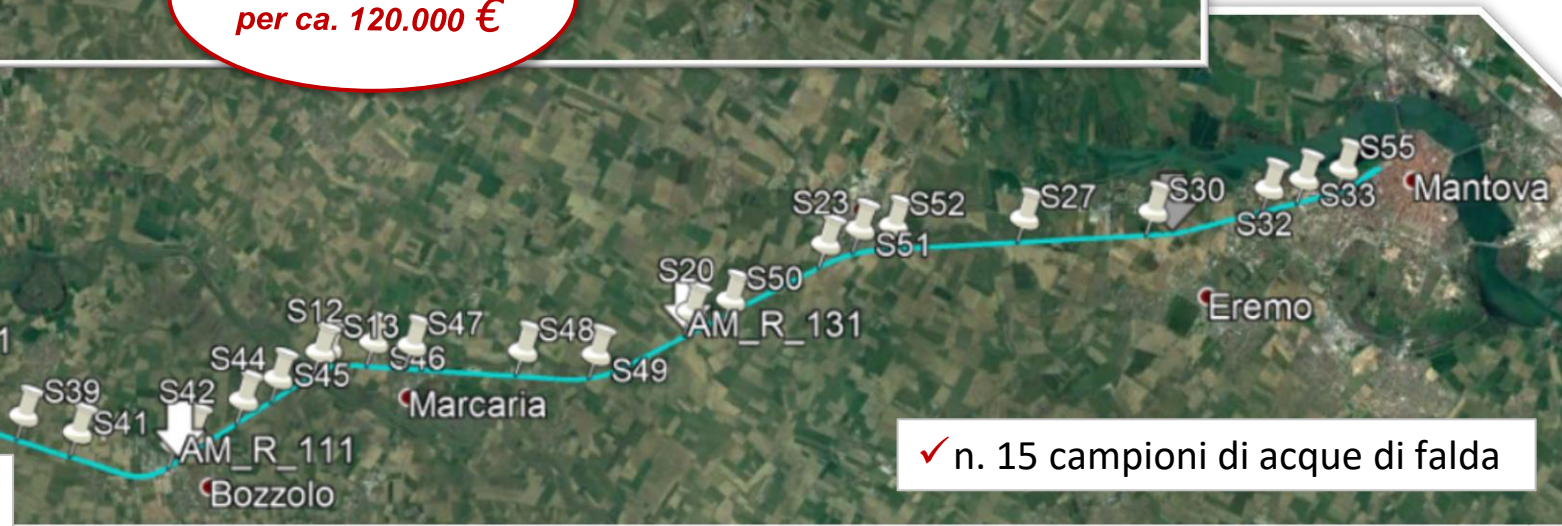 per ca. 120.000 €
S55
Mantova
S33
S32
S30
S27
S52
S23
S51
Eremo
S20
S50
AM_R_131
S12
S13
S47
S48
S46
S49
S44
S45
Marcaria
S39
S41
S42
AM_R_111
Bozzolo
1
✓ n. 15 campioni di acque di falda